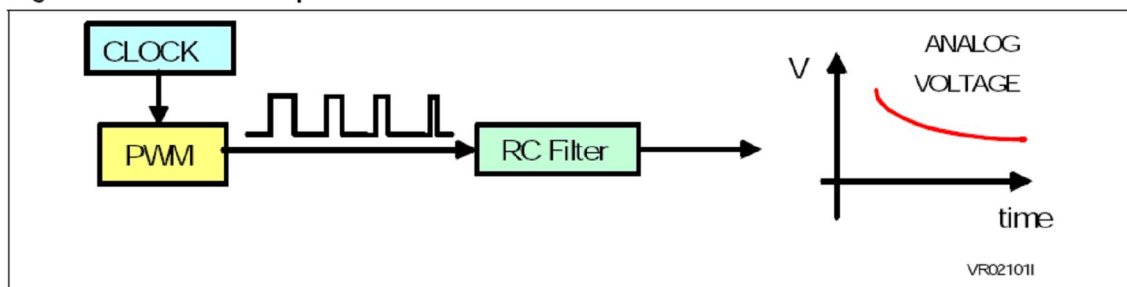 CLOCK
PWM
RC Filter
V
ANALOG
VOLTAGE
time
VR02101I